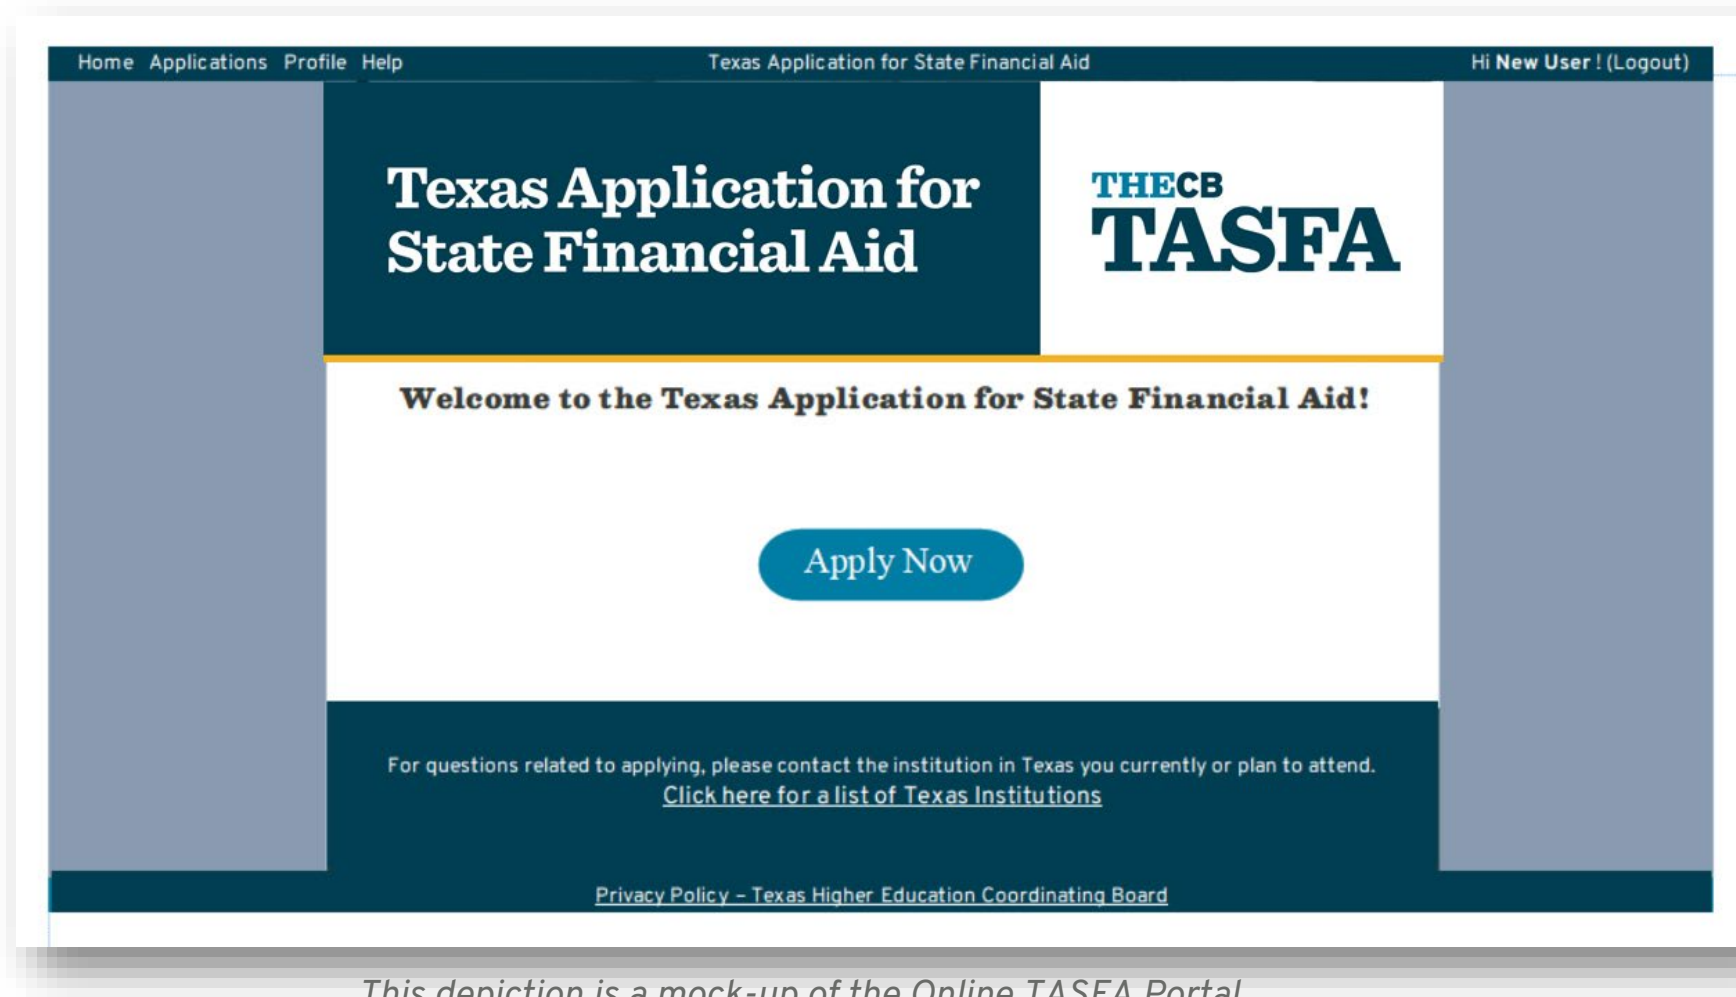 Home Applications Profile Help Texas Application for State Financial Aid Hi New User ! (Logout)
Texas Application for
State Financial Aid
THECB
TASFA
Welcome to the Texas Application for State Financial Aid!
Apply Now
For questions related to applying, please contact the institution in Texas you currently or plan to attend.
Click here for a list of Texas Institutions
Privacy Policy – Texas Higher Education Coordinating Board
This depiction is a mock-up of the Online TASFA Portal